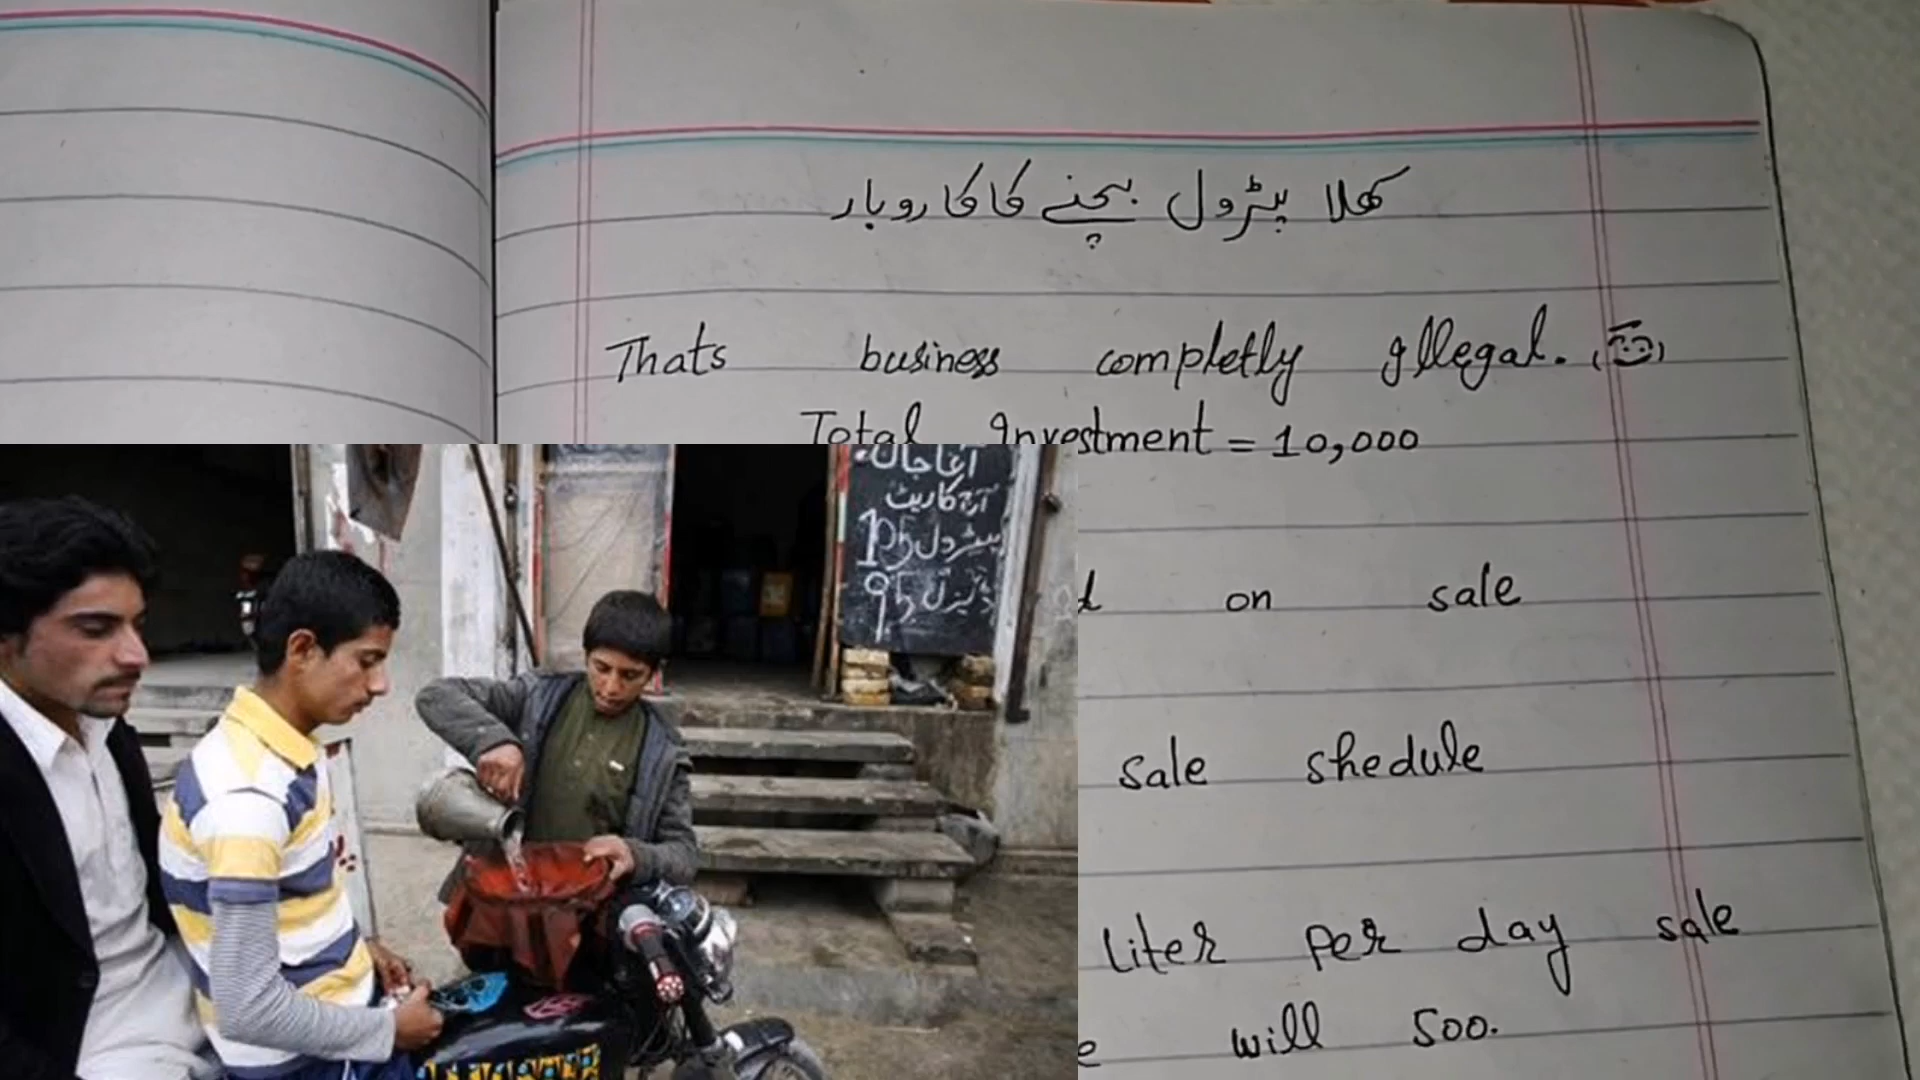 کھلا پیٹرول بیچنے کا کاروبار
Thats business completly Illegal.
Total Investment = 10,000
on sale
sale shedule
liter per day sale
will 500.
آغا جان
آج کا ریٹ
پیٹرول 105
ڈیزل 95